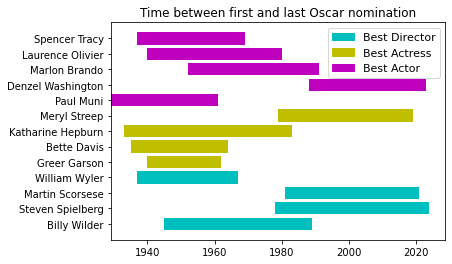 Time between first and last Oscar nomination
Best Director
Best Actress
Best Actor
Spencer Tracy
Laurence Olivier
Marlon Brando
Denzel Washington
Paul Muni
Meryl Streep
Katharine Hepburn
Bette Davis
Greer Garson
William Wyler
Martin Scorsese
Steven Spielberg
Billy Wilder
1940 1960 1980 2000 2020